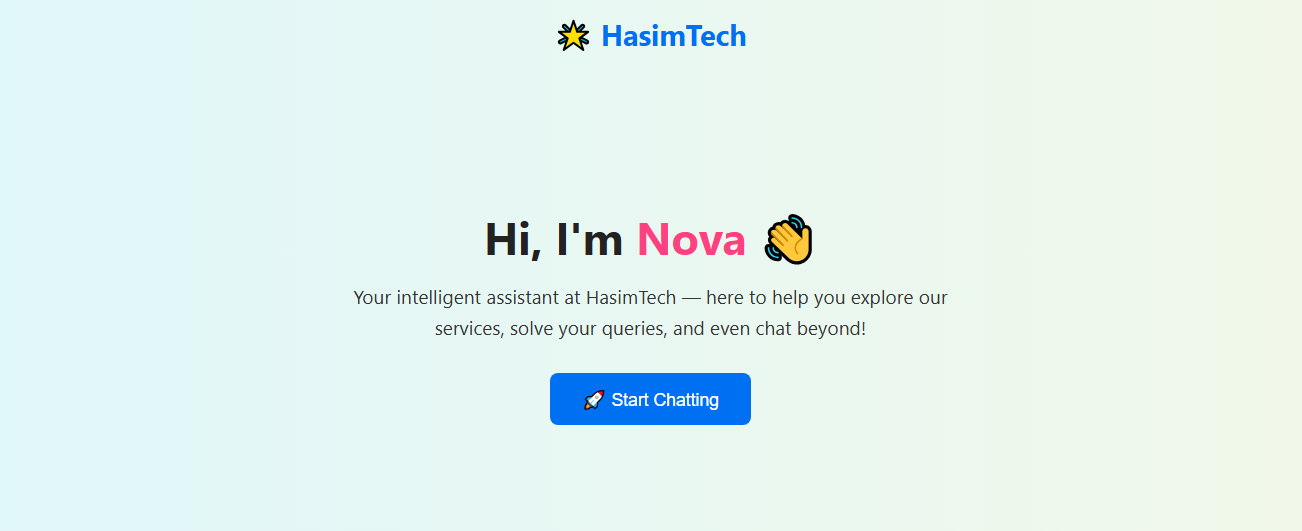 🌟 HasimTech
Hi, I'm Nova 👋
Your intelligent assistant at HasimTech — here to help you explore our
services, solve your queries, and even chat beyond!
🚀 Start Chatting